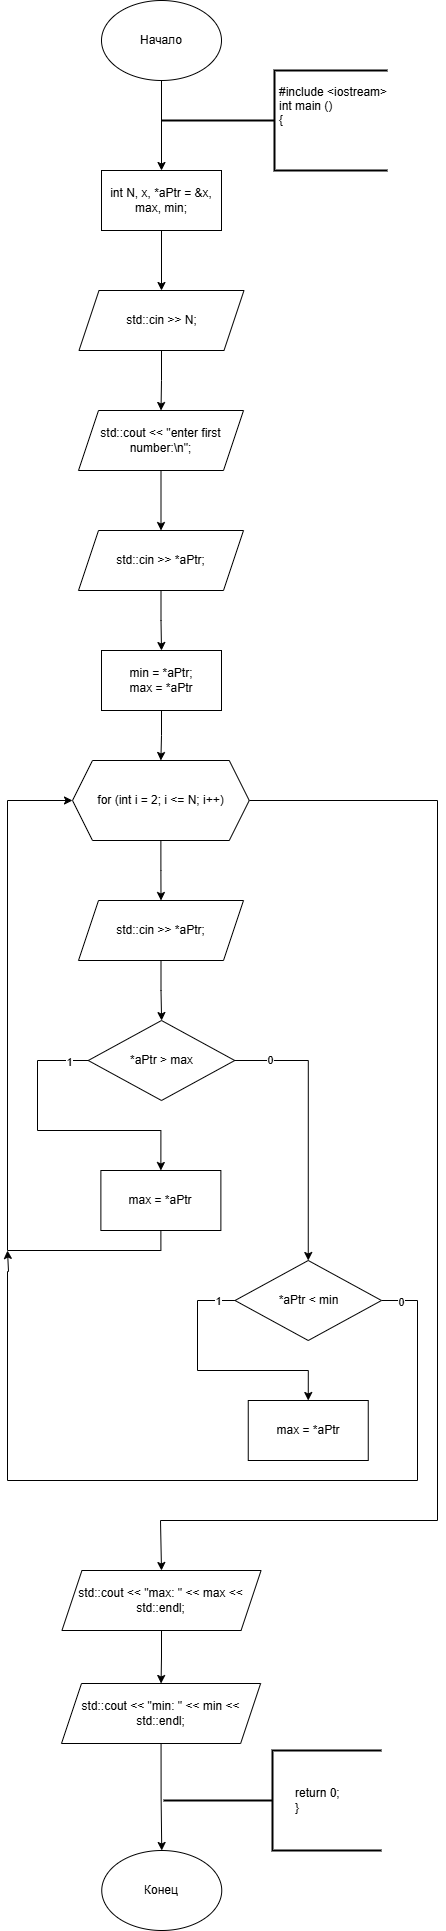 Начало
#include <iostream>
int main ()
{
int N, x, *aPtr = &x,
max, min;
std::cin >> N;
std::cout << "enter first
number:\n";
std::cin >> *aPtr;
min = *aPtr;
max = *aPtr
for (int i = 2; i <= N; i++)
std::cin >> *aPtr;
*aPtr > max
1
0
max = *aPtr
*aPtr < min
1
0
max = *aPtr
std::cout << "max: " << max <<
std::endl;
std::cout << "min: " << min <<
std::endl;
return 0;
}
Конец